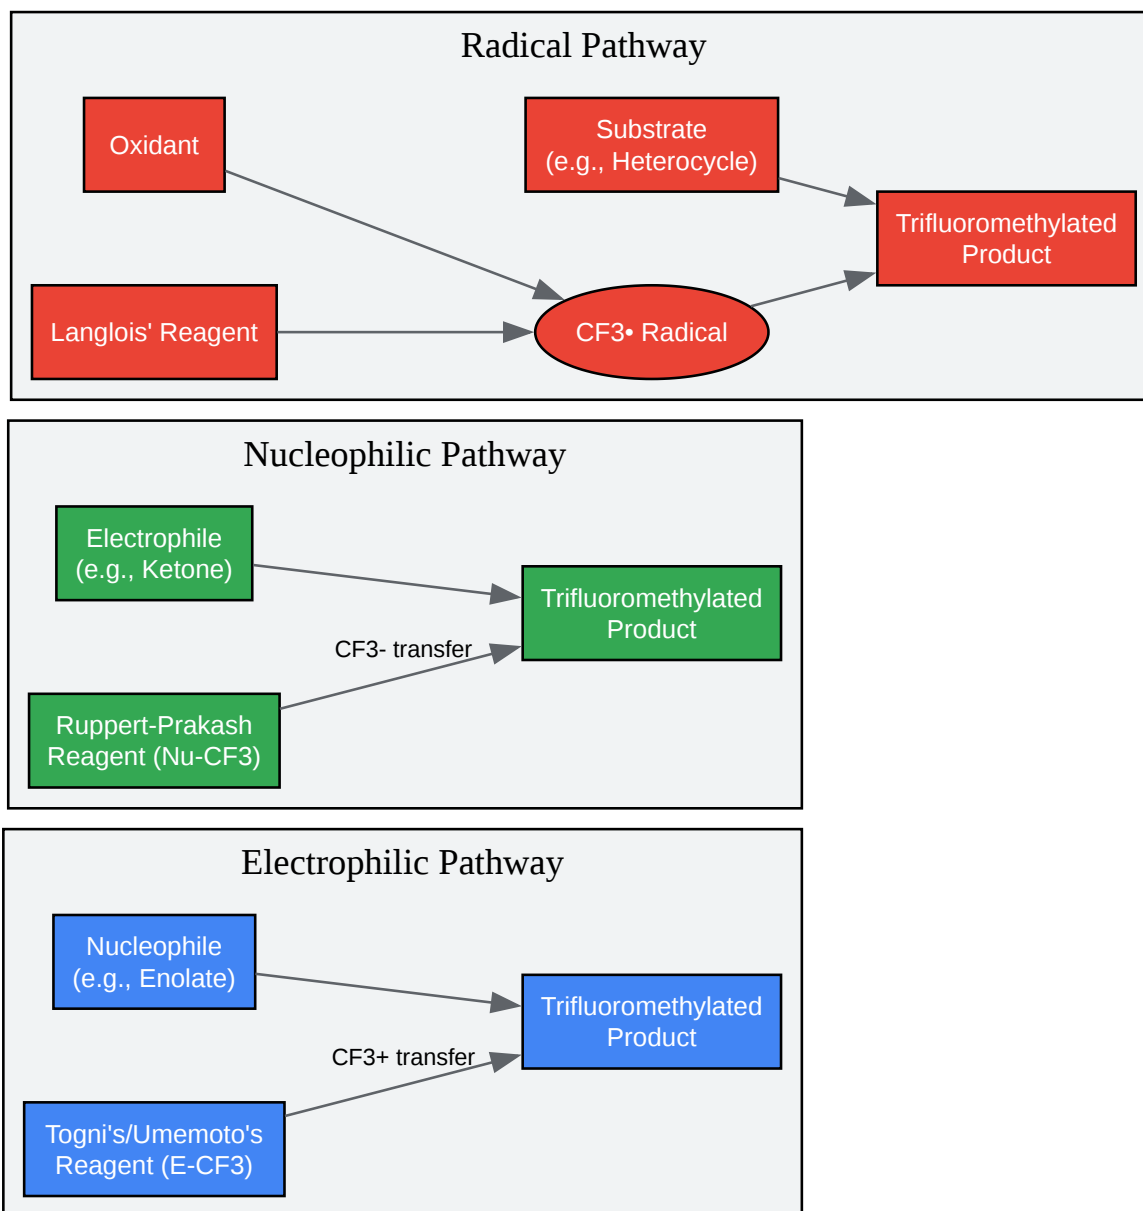 Radical Pathway
Oxidant
Substrate
(e.g., Heterocycle)
Trifluoromethylated
Product
Langlois' Reagent
CF3• Radical
Nucleophilic Pathway
Electrophile
(e.g., Ketone)
Trifluoromethylated
Product
CF3- transfer
Ruppert-Prakash
Reagent (Nu-CF3)
Electrophilic Pathway
Nucleophile
(e.g., Enolate)
Trifluoromethylated
Product
CF3+ transfer
Togni's/Umemoto's
Reagent (E-CF3)